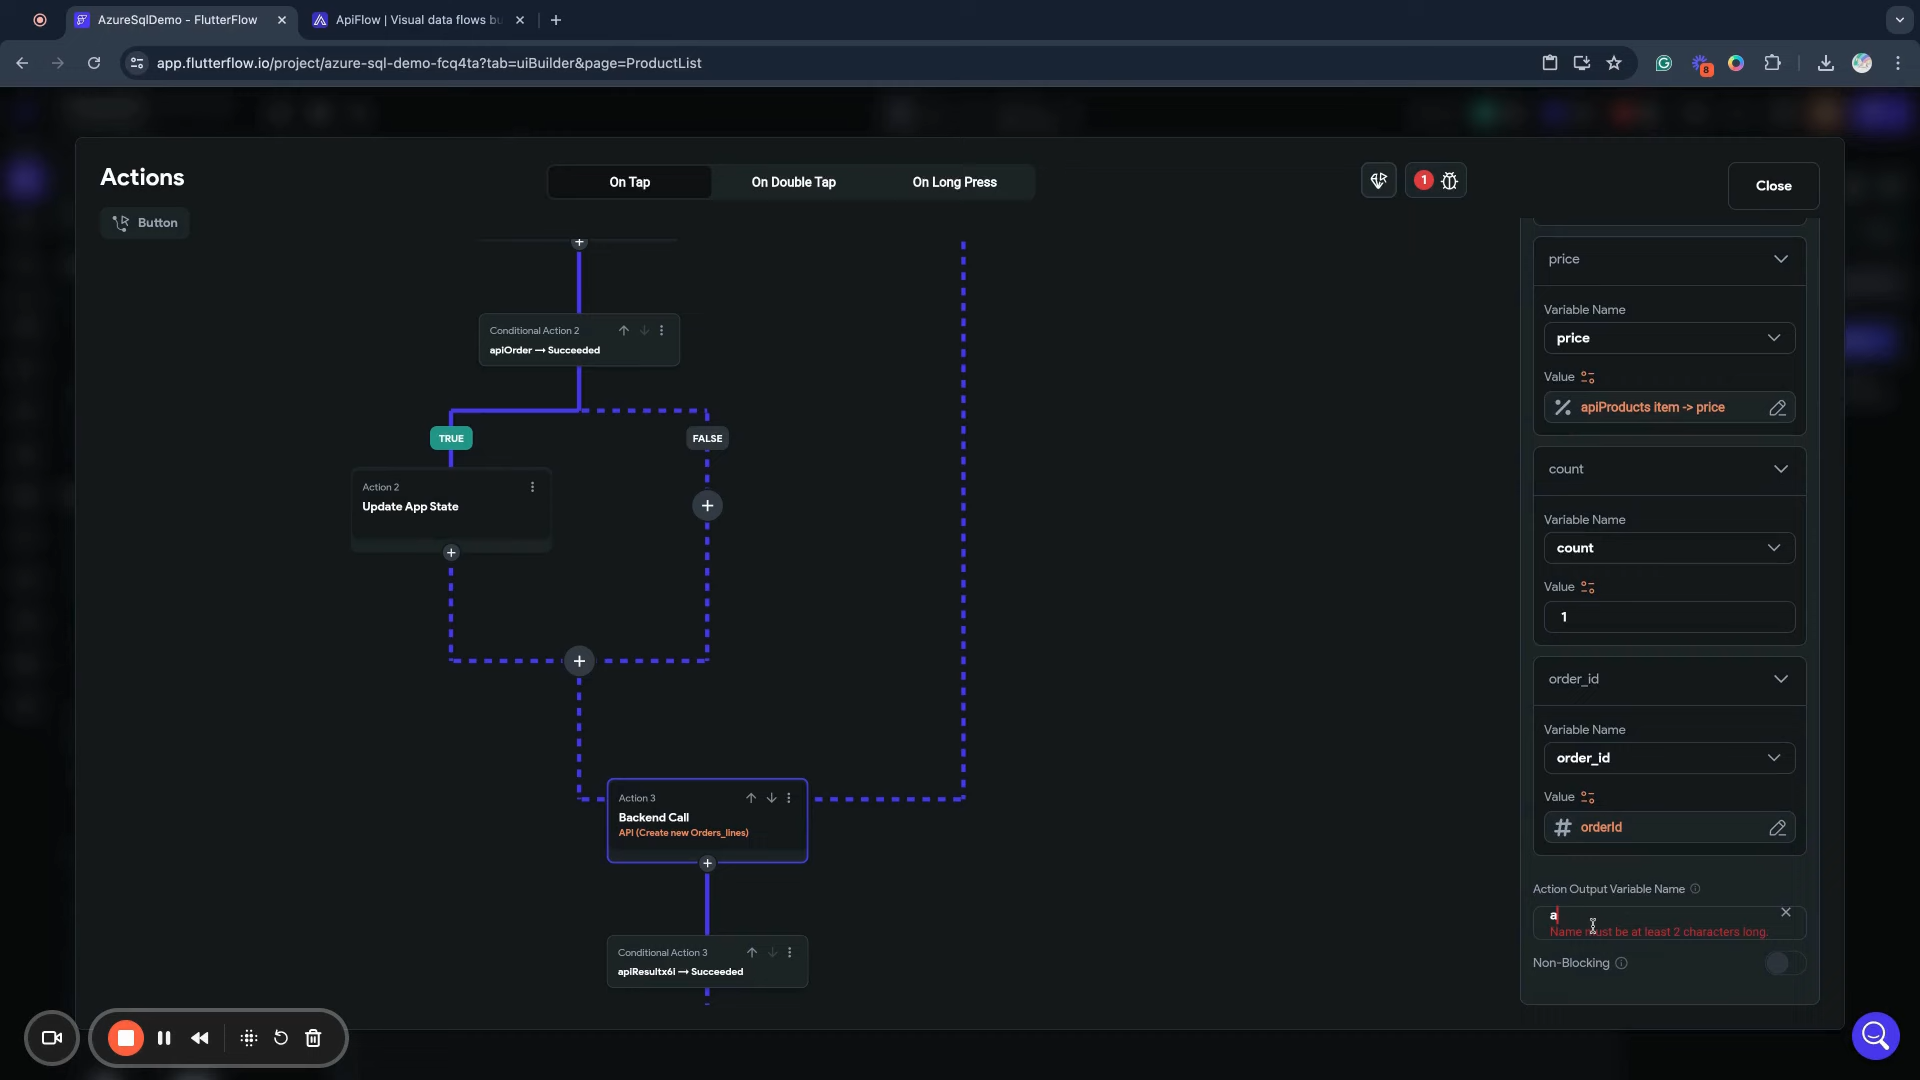 AzureSqlDemo - FlutterFlow
ApiFlow | Visual data flows bu
app.flutterflow.io/project/azure-sql-demo-fcq4ta?tab=uiBuilder&page=ProductList
8
Actions
On Tap
On Double Tap
On Long Press
1
Close
Button
price
Variable Name
price
Value
apiProducts item -> price
Conditional Action 2
apiOrder → Succeeded
TRUE
FALSE
count
Action 2
Update App State
Variable Name
count
Value
1
order_id
Variable Name
order_id
Value
orderId
Action 3
Backend Call
API (Create new Orders_lines)
Action Output Variable Name
a
Name must be at least 2 characters long.
Non-Blocking
Conditional Action 3
apiResultx6i → Succeeded